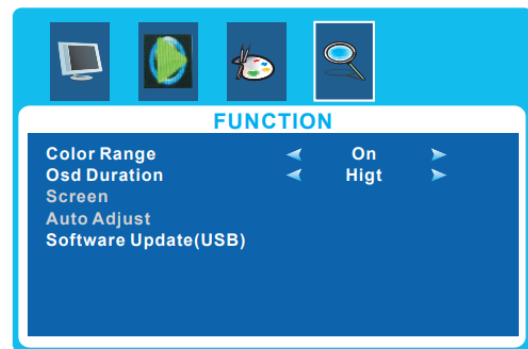 FUNCTION
Color Range On
Osd Duration Higt
Screen
Auto Adjust
Software Update(USB)